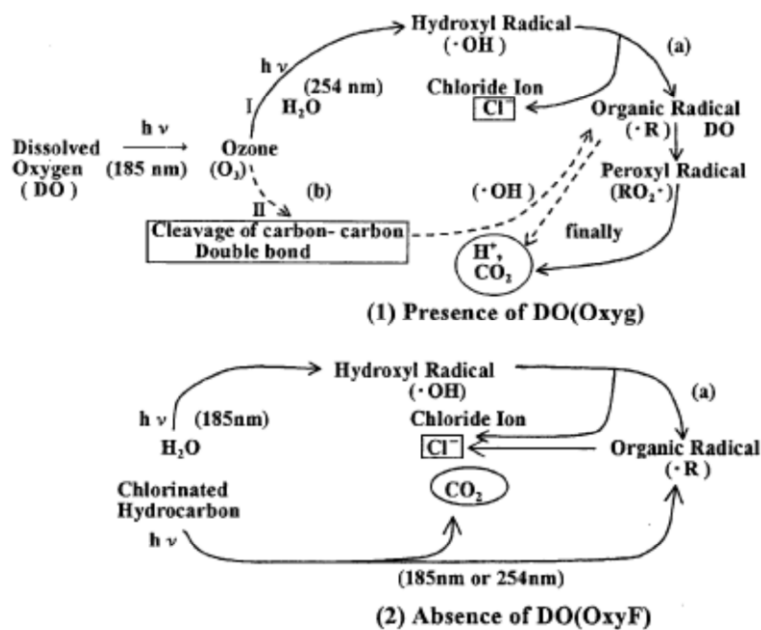 Hydroxyl Radical
(·OH)
(a)
h ν
(254 nm)
I
H₂O
Chloride Ion
Cl⁻
Organic Radical
(·R)
DO
h ν
Dissolved
Oxygen
(DO)
(185 nm)
Ozone
(O₃)
(b)
II
(·OH)
Peroxyl Radical
(RO₂·)
Cleavage of carbon- carbon
Double bond
finally
H⁺,
CO₂
(1) Presence of DO(Oxyg)
Hydroxyl Radical
(·OH)
(a)
h ν
(185nm)
H₂O
Chloride Ion
Cl⁻
Organic Radical
(·R)
CO₂
Chlorinated
Hydrocarbon
h ν
(185nm or 254nm)
(2) Absence of DO(OxyF)